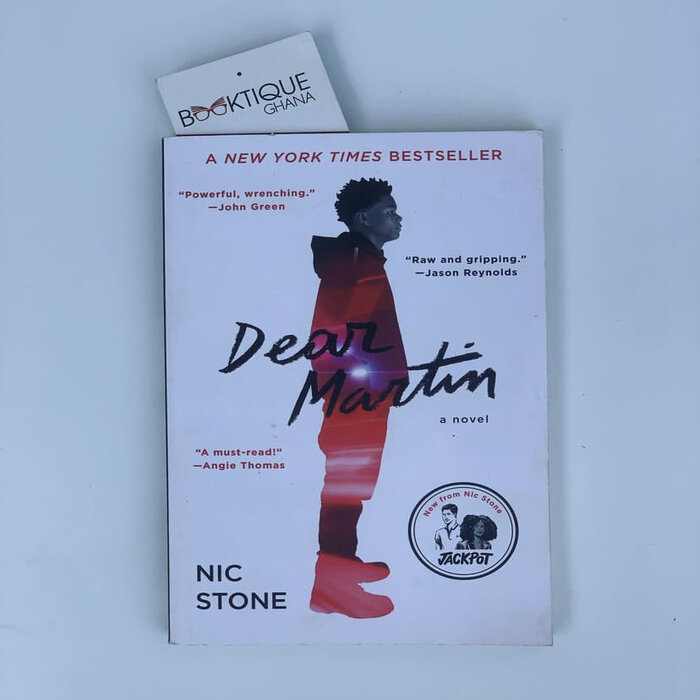 BOOKTIQUE
GHANA
A NEW YORK TIMES BESTSELLER
“Powerful, wrenching.”
—John Green
“Raw and gripping.”
—Jason Reynolds
Dear
Martin
a novel
“A must-read!”
—Angie Thomas
New from Nic Stone
JACKPOT
NIC
STONE